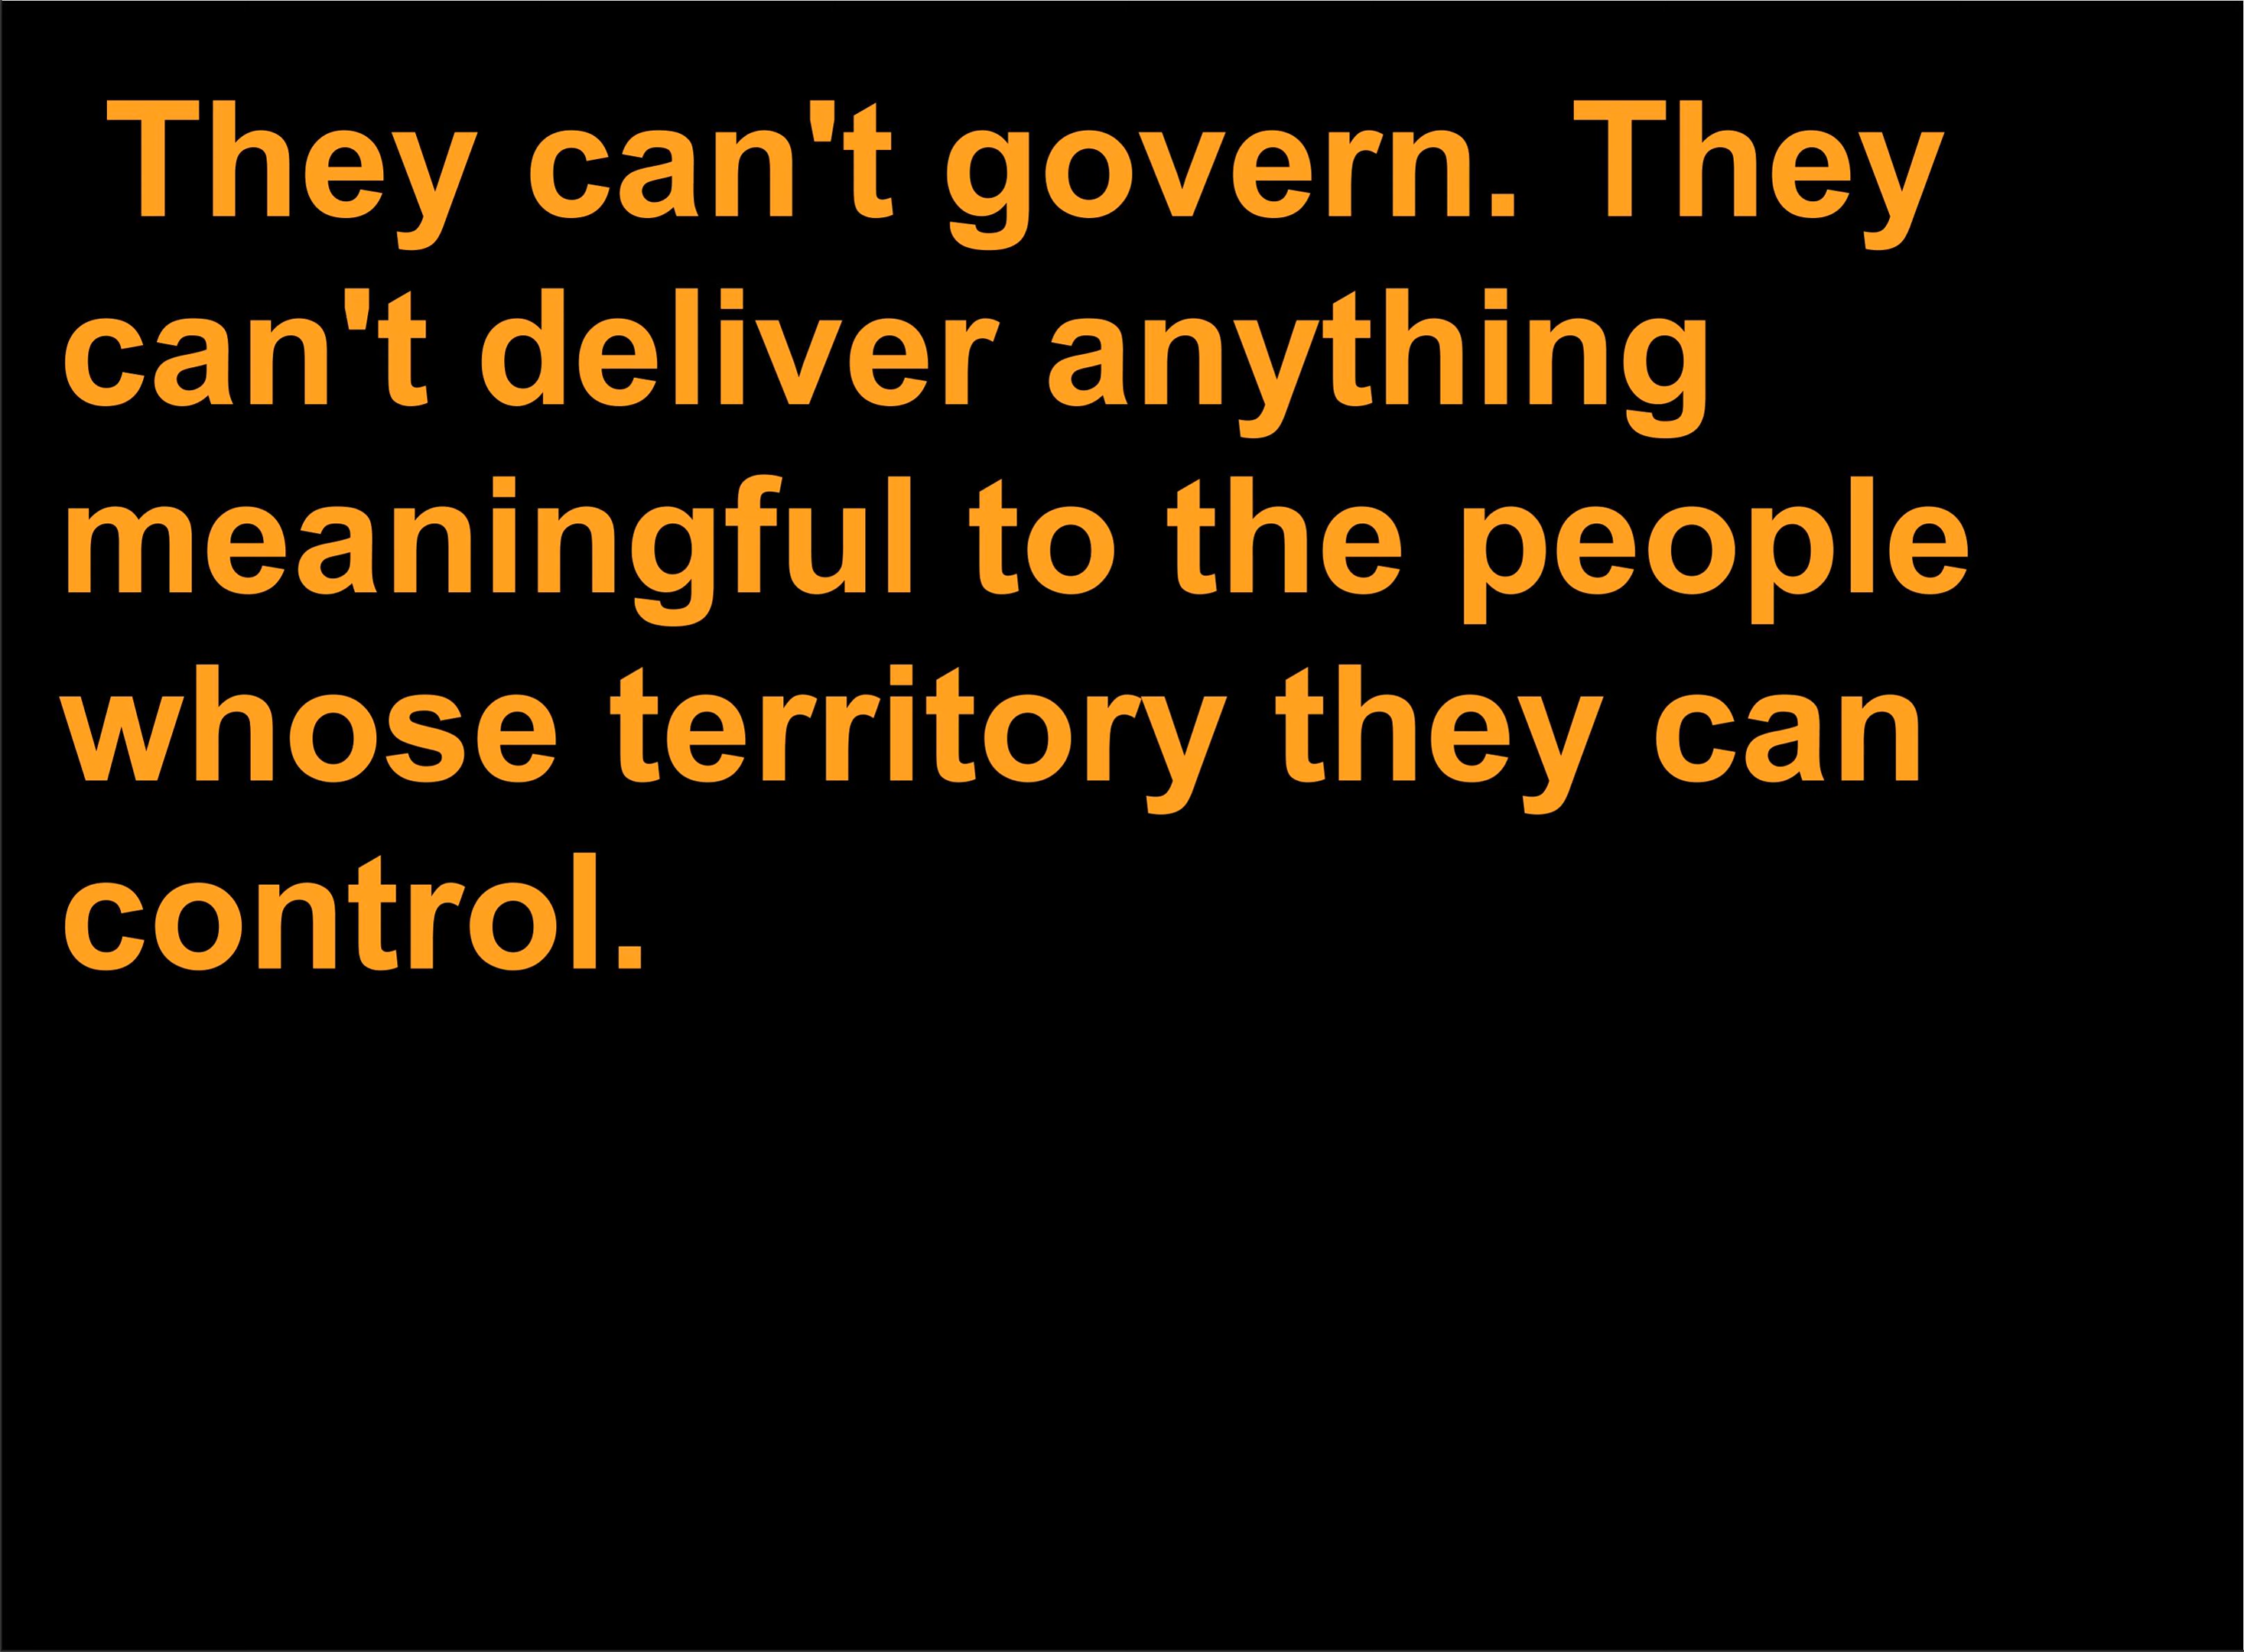 They can't govern. They
can't deliver anything
meaningful to the people
whose territory they can
control.